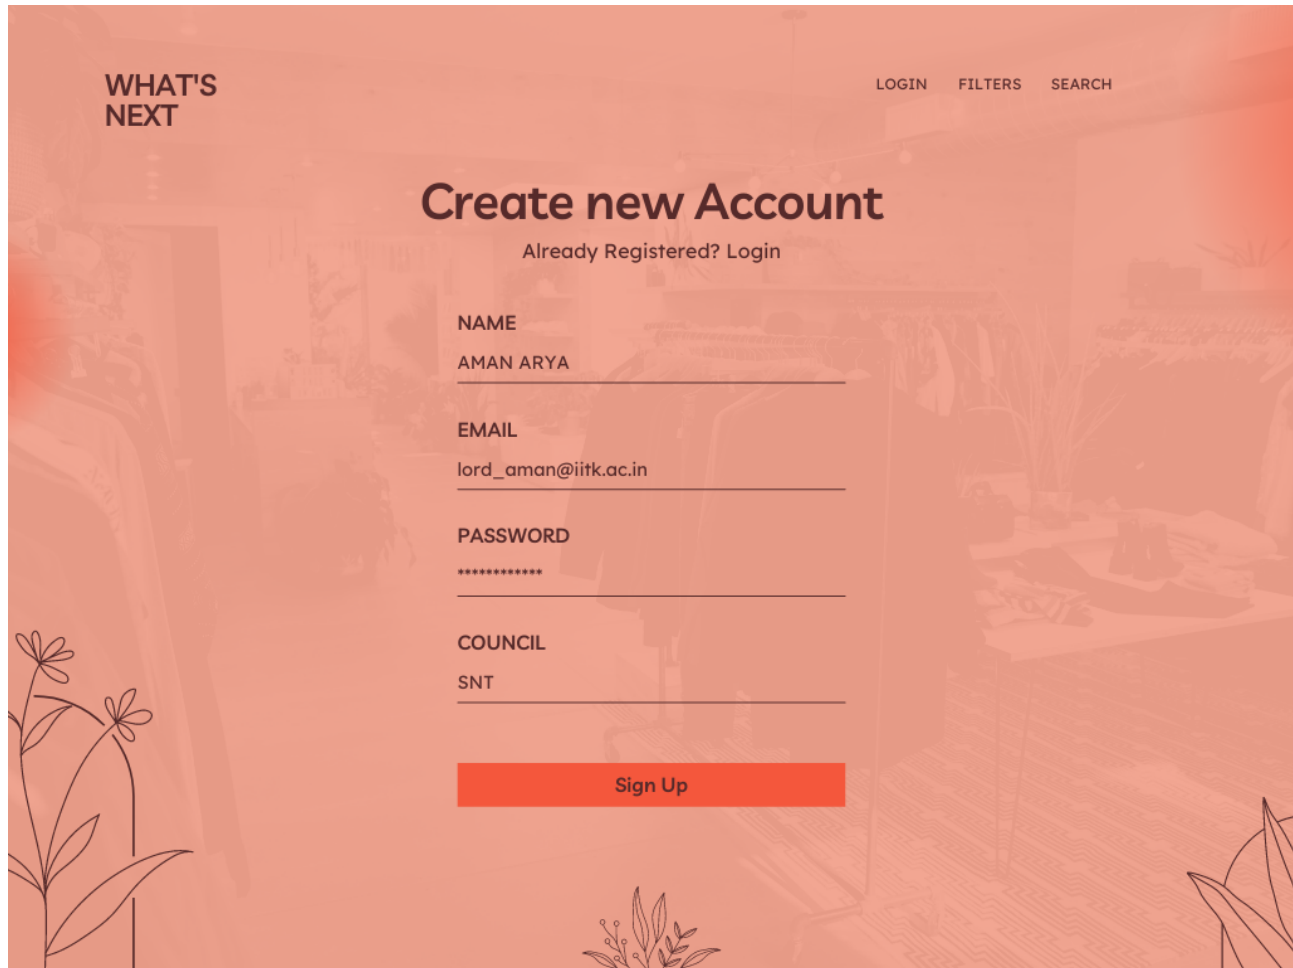 WHAT'S
NEXT
LOGIN FILTERS SEARCH
Create new Account
Already Registered? Login
NAME
AMAN ARYA
EMAIL
lord_aman@iitk.ac.in
PASSWORD
************
COUNCIL
SNT
Sign Up